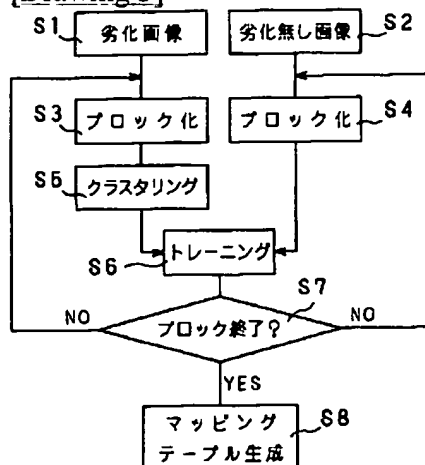 S1
劣化画像
劣化無し画像
S2
S3
ブロック化
ブロック化
S4
S5
クラスタリング
トレーニング
S6
S7
NO
ブロック終了?
NO
YES
マッピング
テーブル生成
S8